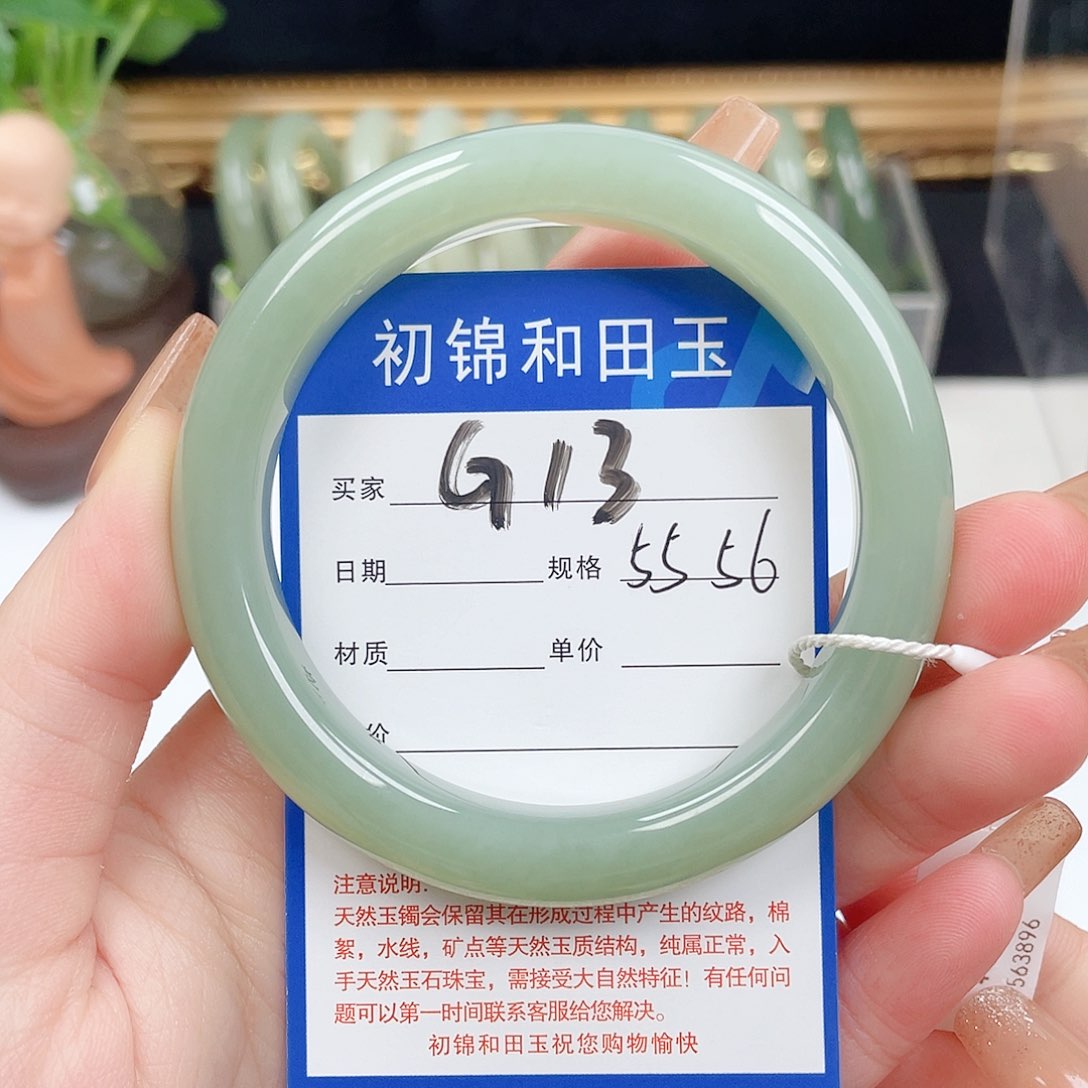 初锦和田玉
买家 G13
日期 规格 55 56
材质 单价
价
注意说明:
天然玉镯会保留其在形成过程中产生的纹路，棉
絮，水线，矿点等天然玉质结构，纯属正常，入
手天然玉石珠宝，需接受大自然特征！有任何问
题可以第一时间联系客服给您解决。
初锦和田玉祝您购物愉快
563896